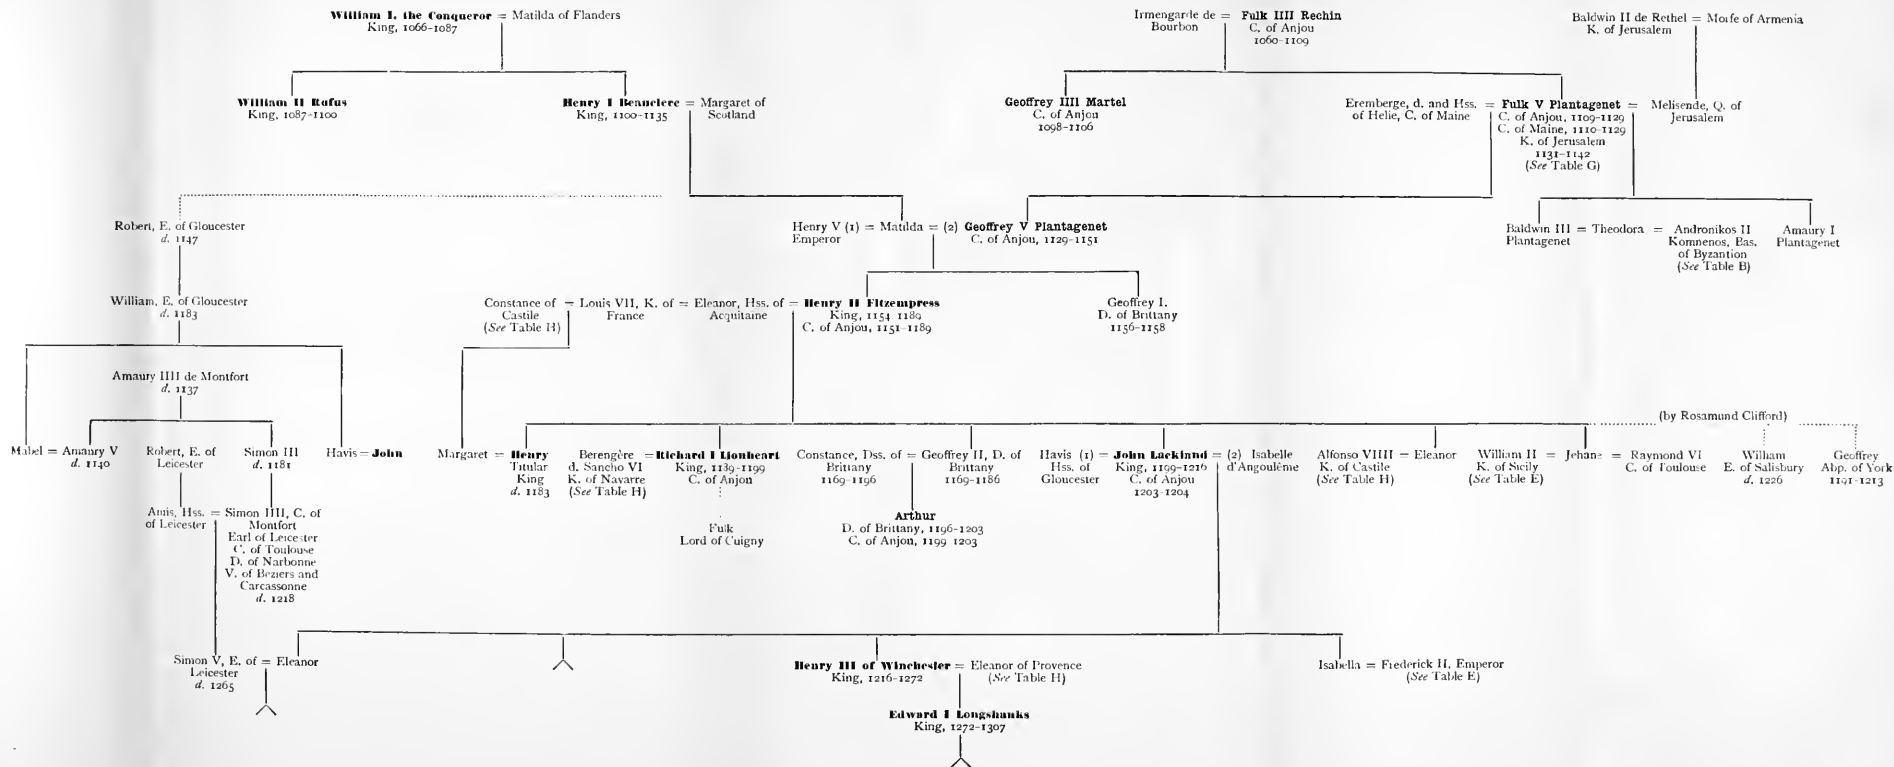 William I, the Conqueror = Matilda of Flanders
King, 1066-1087
Irmengarde de = Fulk IIII Rechin
Bourbon
C. of Anjou
1060-1109
Baldwin II de Rethel = Morfe of Armenia
K. of Jerusalem
William II Rufus
King, 1087-1100
Henry I Beauclerc = Margaret of
King, 1100-1135
Scotland
Geoffrey IIII Martel
C. of Anjou
1098-1106
Eremberge, d. and Hss. = Fulk V Plantagenet =
of Helie, C. of Maine
C. of Anjou, 1109-1129
C. of Maine, 1110-1129
K. of Jerusalem
1131-1142
(See Table G)
Melisende, Q. of
Jerusalem
Robert, E. of Gloucester
d. 1147
Henry V (1) = Matilda = (2) Geoffrey V Plantagenet
Emperor
C. of Anjou, 1129-1151
Baldwin III = Theodora = Andronikos II
Plantagenet
Komnenos, Bas.
of Byzantion
(See Table B)
Amaury I
Plantagenet
William, E. of Gloucester
d. 1183
Constance of = Louis VII, K. of = Eleanor, Hss. of = Henry II Fitzempress
Castile
France
Acquitaine
King, 1154 1189
(See Table H)
C. of Anjou, 1151-1189
Geoffrey I.
D. of Brittany
1156-1158
Amaury IIII de Montfort
d. 1137
(by Rosamund Clifford)
Mabel = Amaury V
d. 1140
Robert, E. of
Leicester
Simon III
d. 1181
Havis = John
Margaret = Henry
Titular
King
d. 1183
Berengère = Richard I Lionheart
d. Sancho VI
K. of Navarre
(See Table H)
King, 1189-1199
C. of Anjou
Constance, Dss. of = Geoffrey II, D. of
Brittany
1169-1196
Brittany
1169-1186
Havis (1) = John Lackland = (2) Isabelle
Hss. of
Gloucester
King, 1199-1216
C. of Anjou
1203-1204
d'Angoulème
Alfonso VIIII = Eleanor
K. of Castile
(See Table H)
William II = Jehane = Raymond VI
K. of Sicily
(See Table E)
C. of Toulouse
William
E. of Salisbury
d. 1226
Geoffrey
Abp. of York
1191-1213
Amis, Hss. = Simon IIII, C. of
of Leicester
Montfort
Earl of Leicester
C. of Toulouse
D. of Narbonne
V. of Beziers and
Carcassonne
d. 1218
Fulk
Lord of Cuigny
Arthur
D. of Brittany, 1196-1203
C. of Anjou, 1199 1203
Simon V, E. of = Eleanor
Leicester
d. 1265
Henry III of Winchester = Eleanor of Provence
King, 1216-1272
(See Table H)
Isabella = Frederick II, Emperor
(See Table E)
Edward I Longshanks
King, 1272-1307